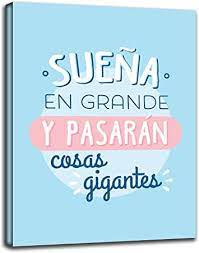 SUEÑA
EN GRANDE
Y PASARÁN
cosas
gigantes